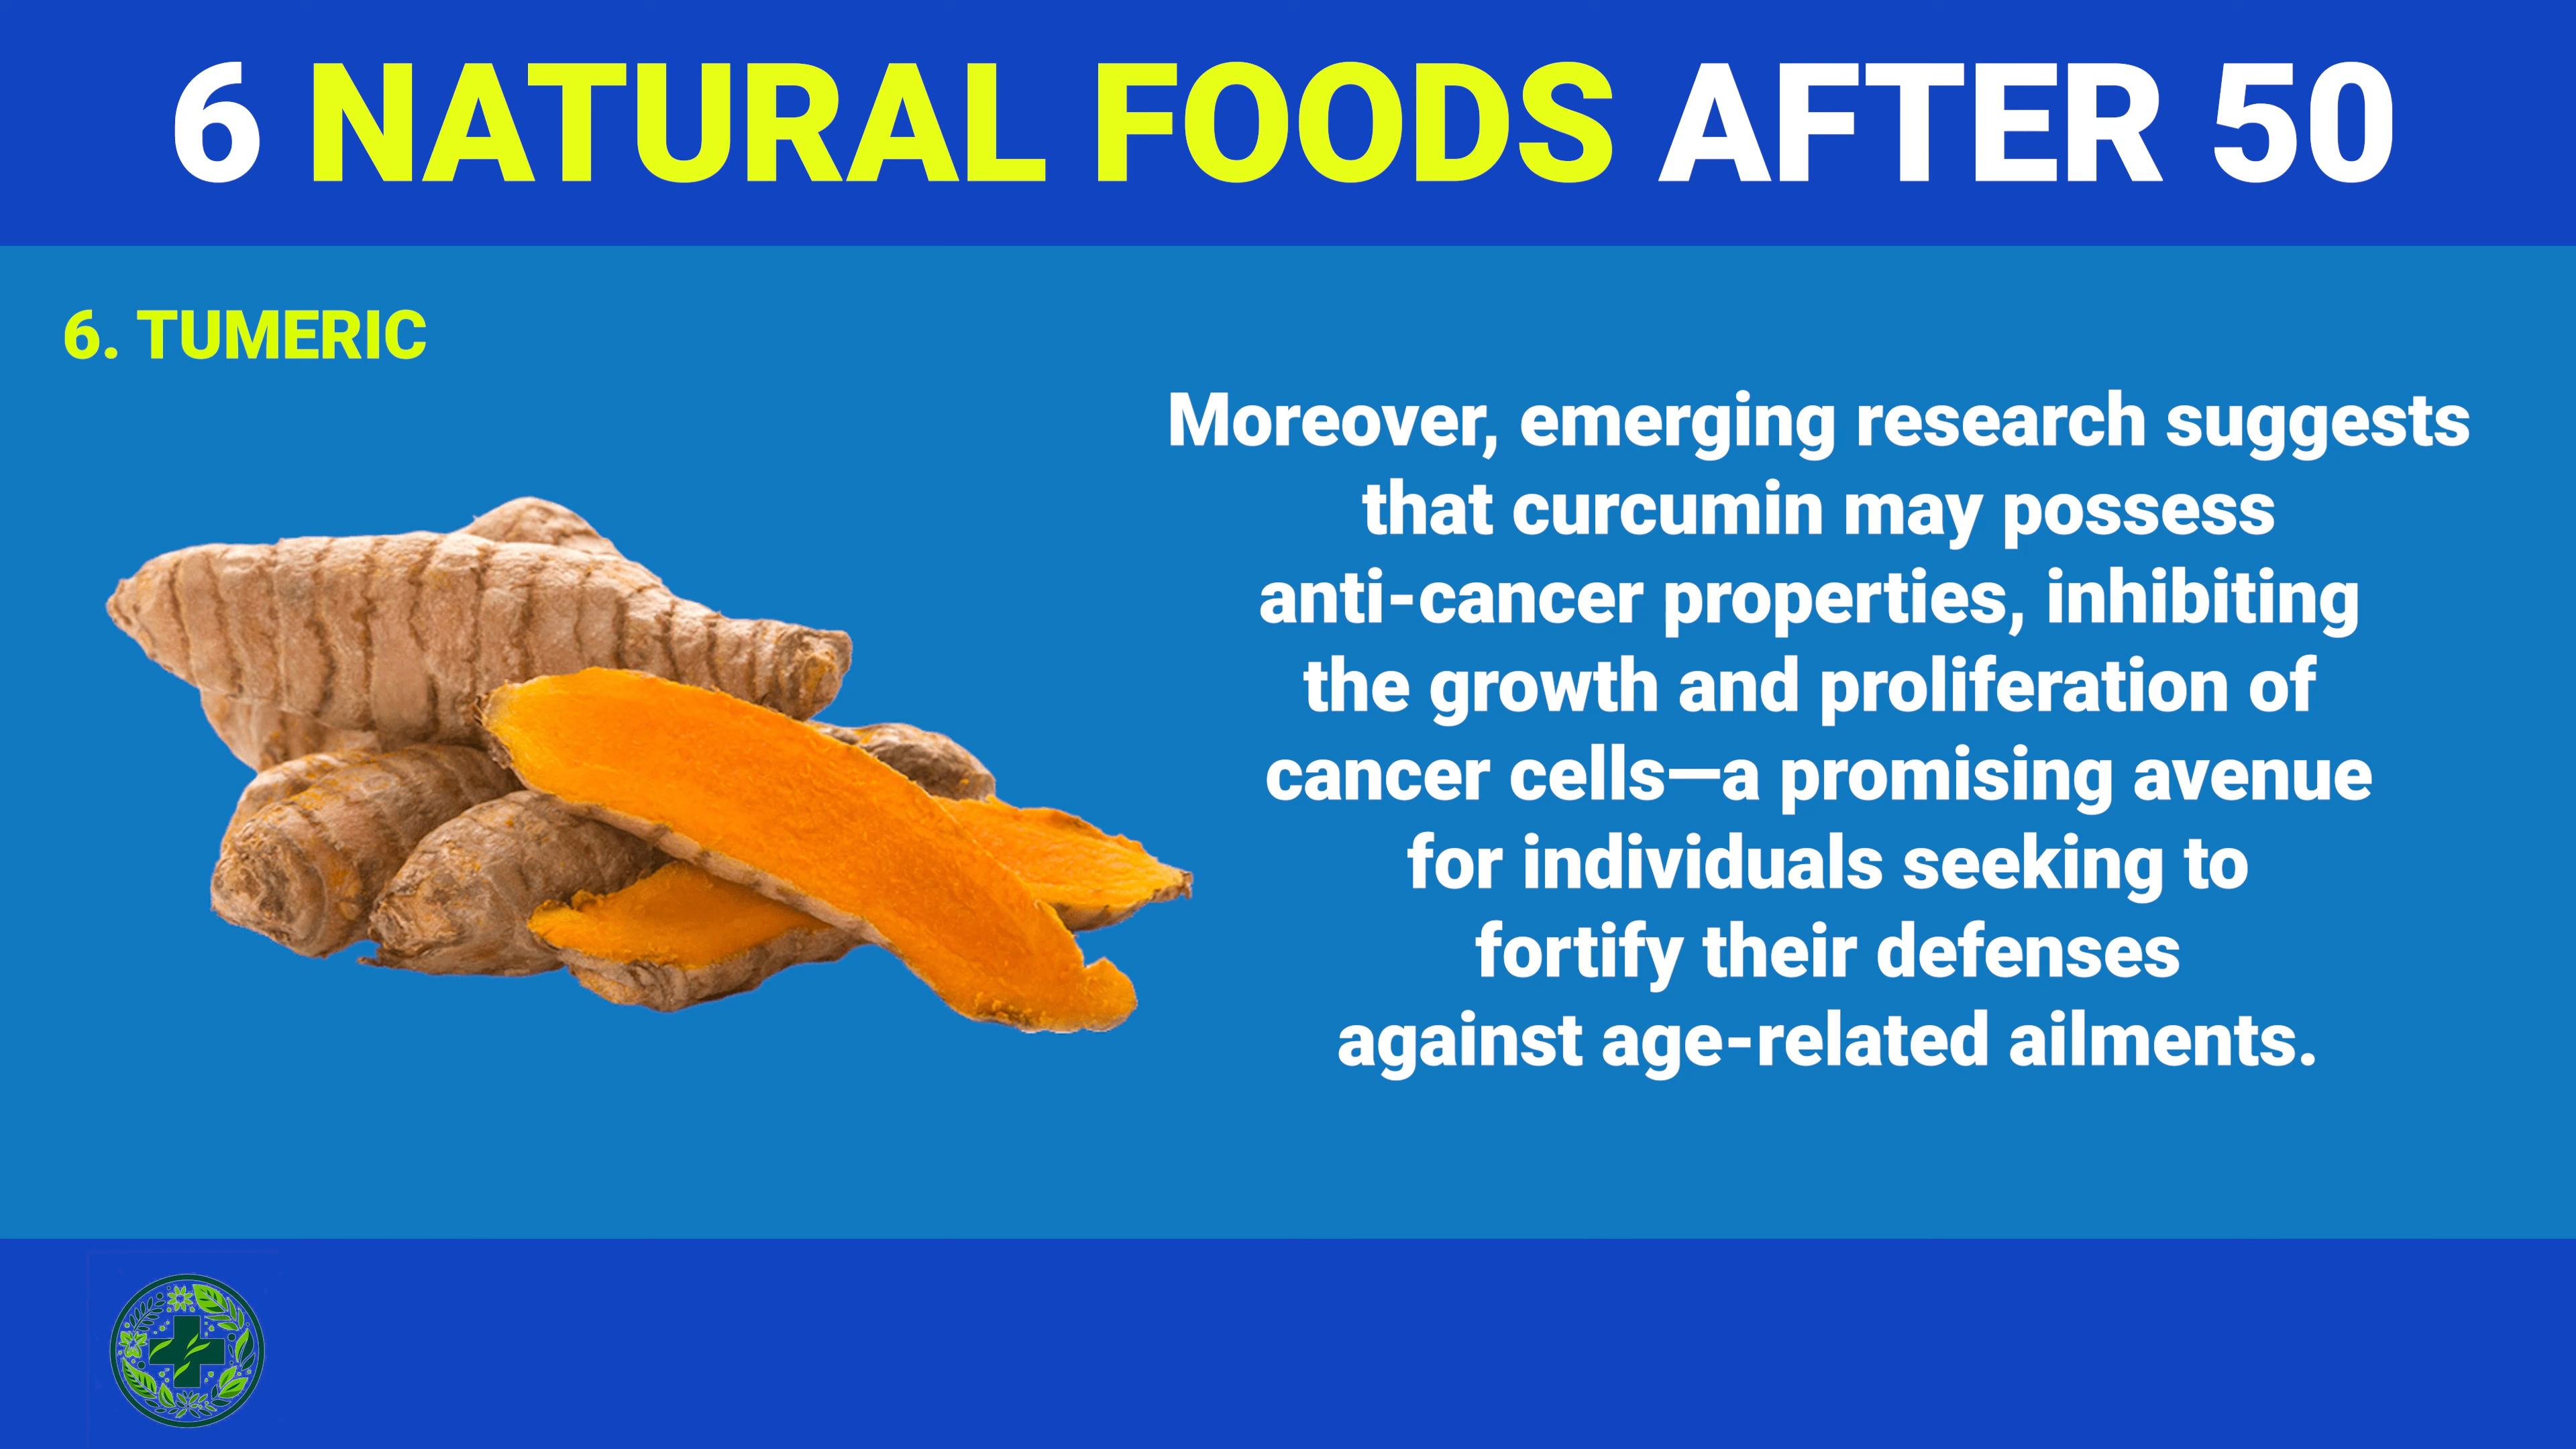 6 NATURAL FOODS AFTER 50
6. TUMERIC
Moreover, emerging research suggests
that curcumin may possess
anti-cancer properties, inhibiting
the growth and proliferation of
cancer cells—a promising avenue
for individuals seeking to
fortify their defenses
against age-related ailments.